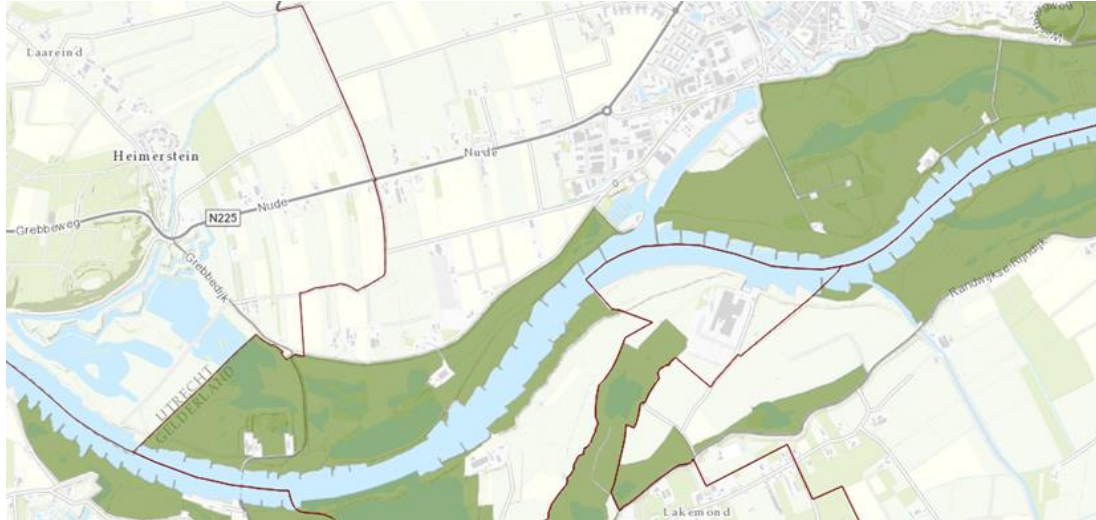 Laareind
Heimerstein
Nude
N225
Nude
Grebbeweg
Grebbedijk
Randwijkse Rijndijk
UTRECHT
GELDERLAND
Lakemond